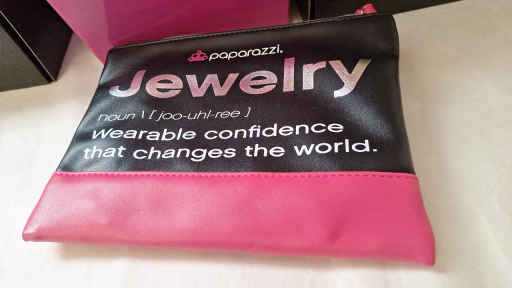 paparazzi.
Jewelry
noun \ [ joo-uhl-ree ]
wearable confidence
that changes the world.